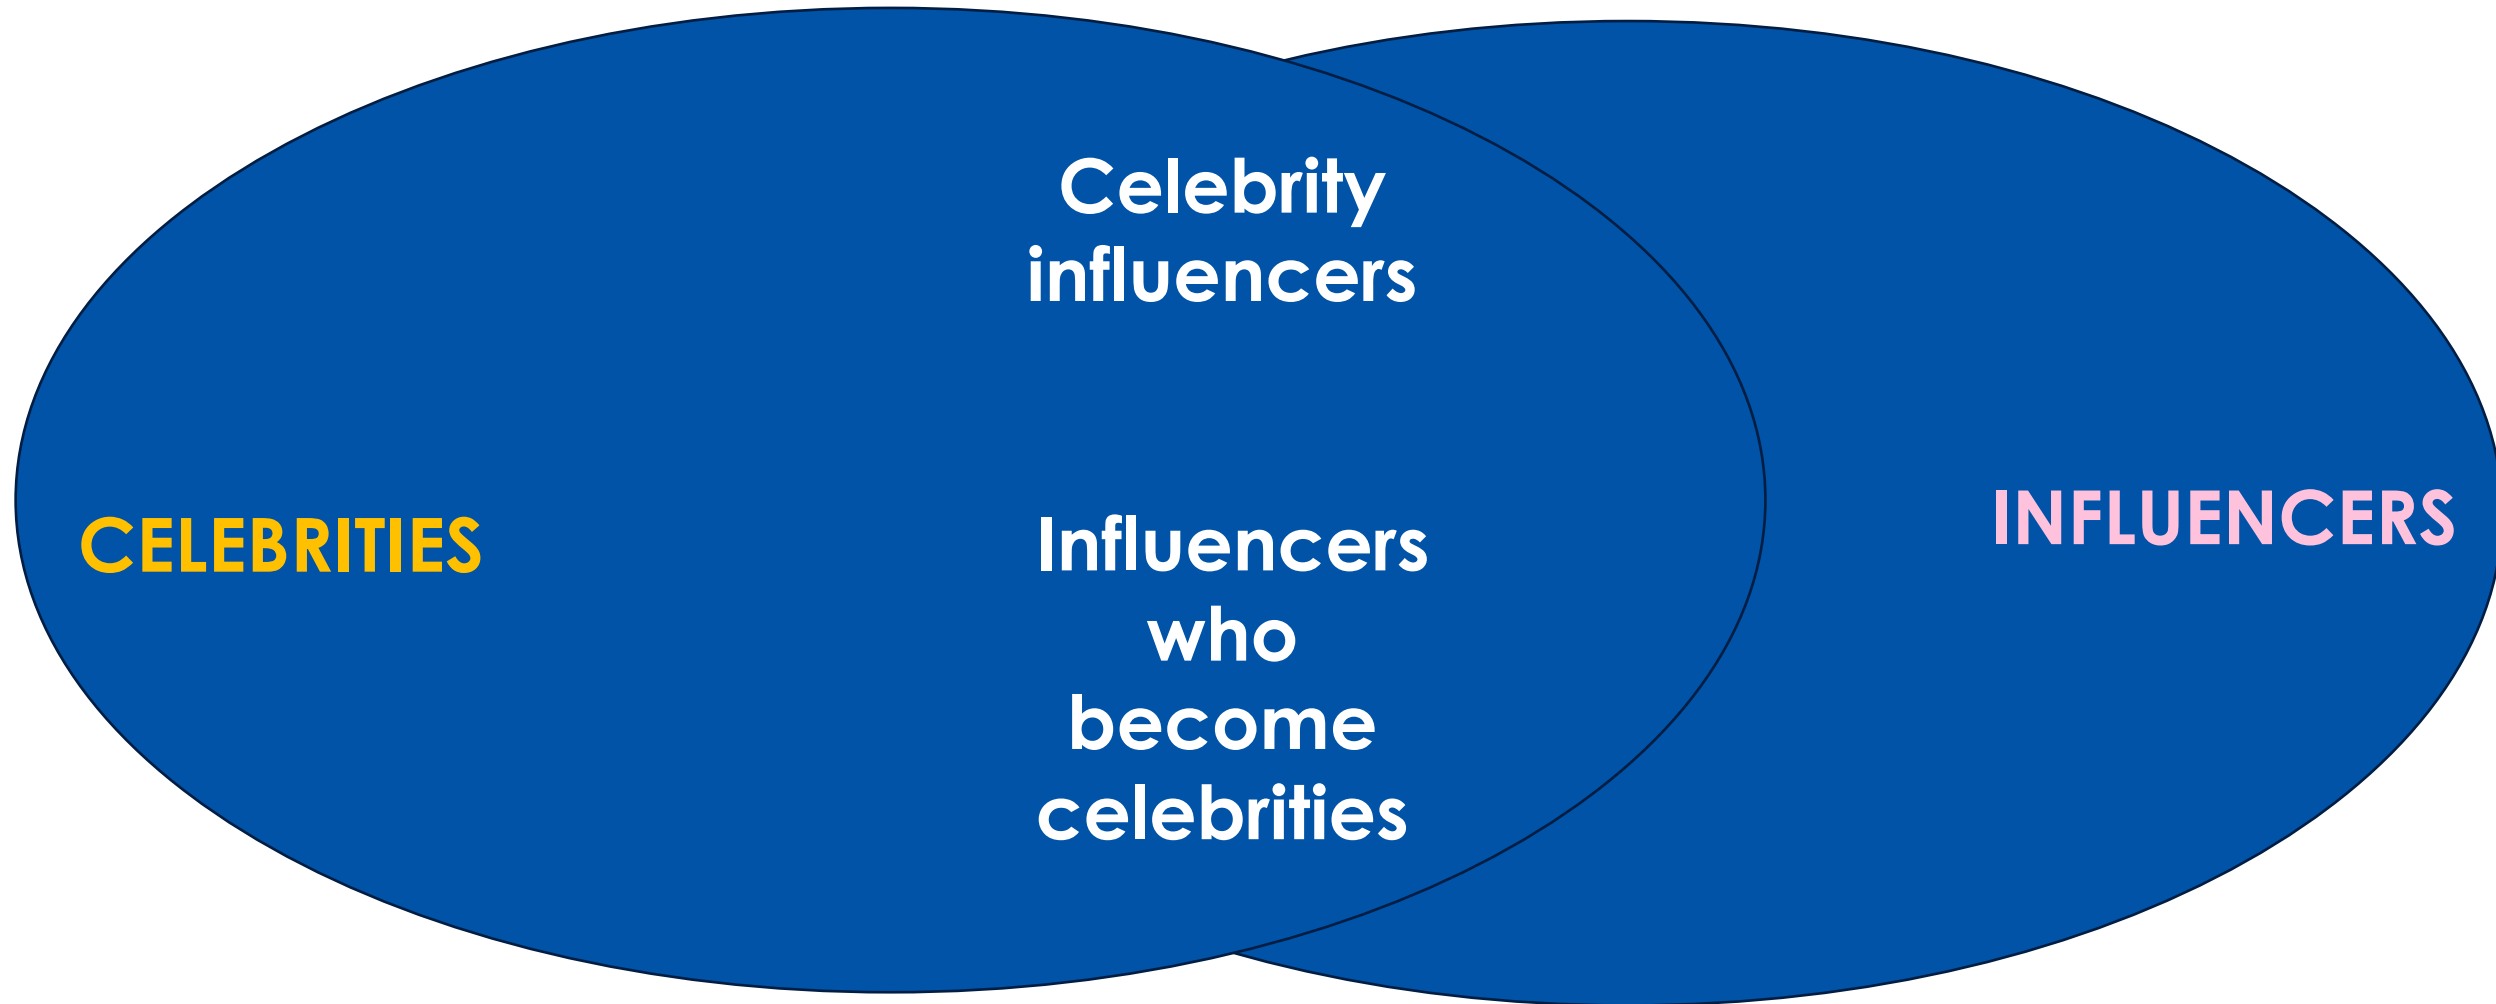 Celebrity
influencers
CELEBRITIES
INFLUENCERS
Influencers
who
become
celebrities